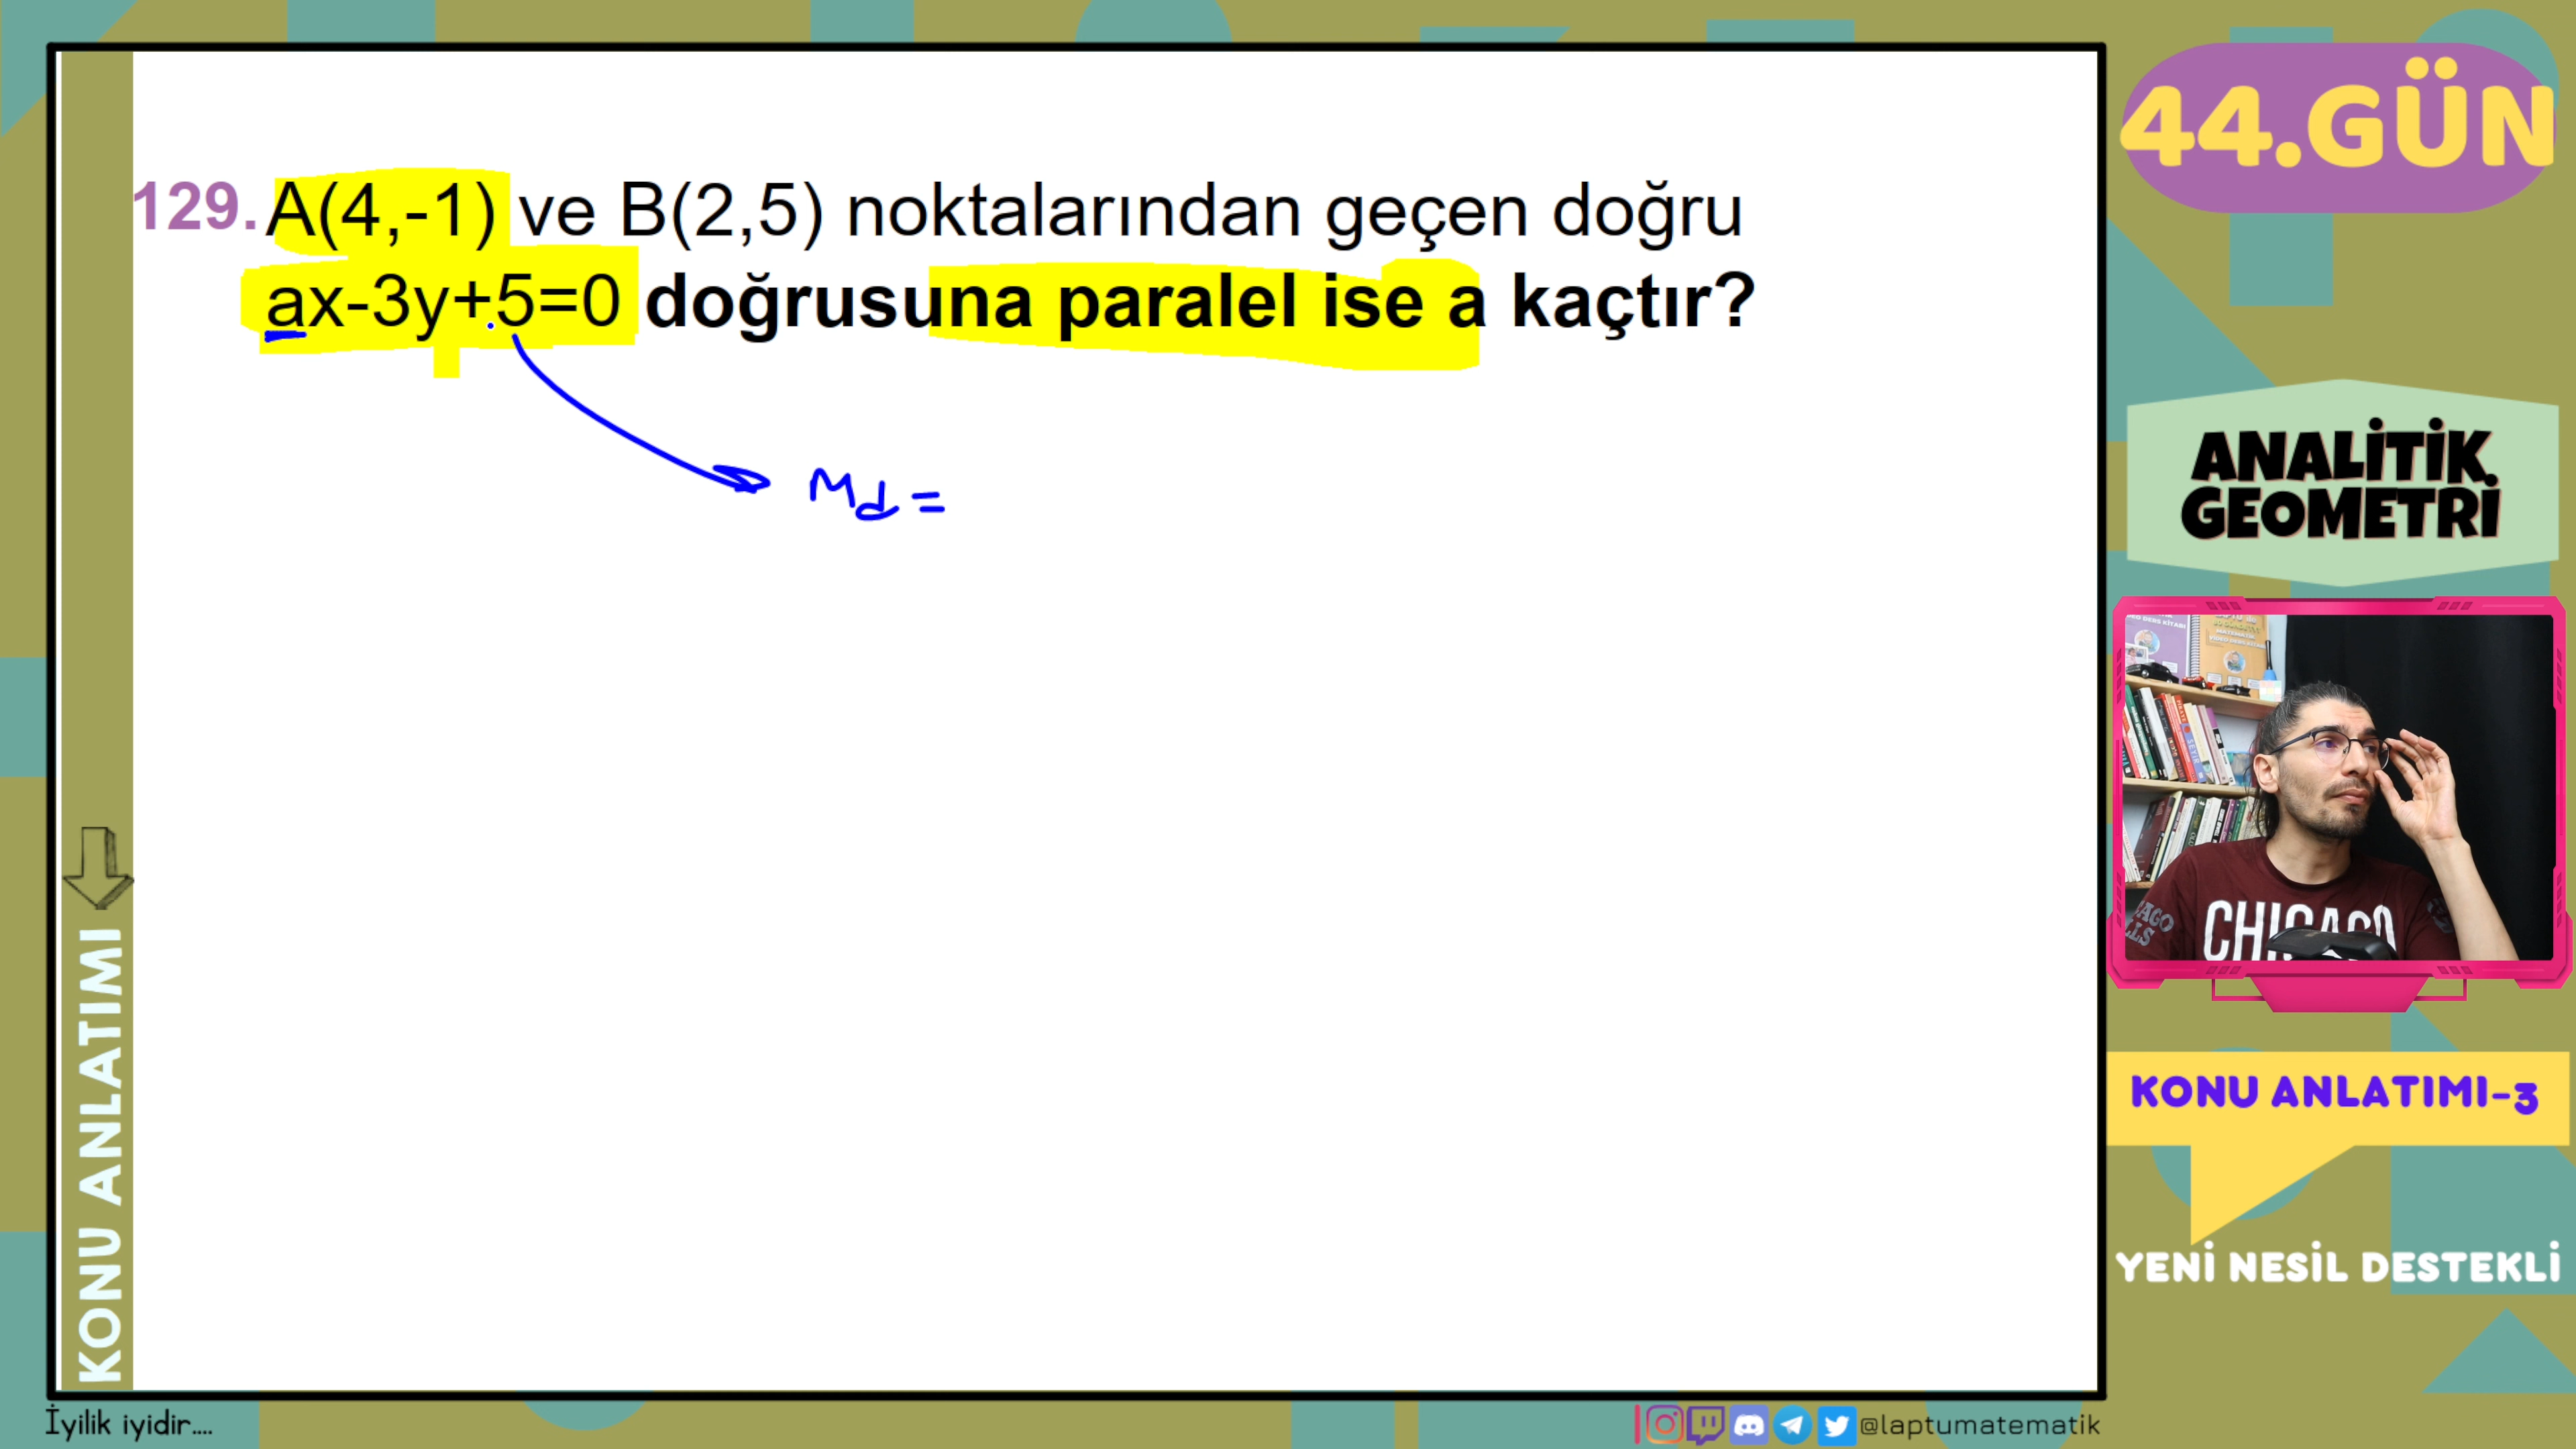 129. A(4,-1) ve B(2,5) noktalarından geçen doğru
ax-3y+5=0 doğrusuna paralel ise a kaçtır?
Md =
KONU ANLATIMI
44.GÜN
ANALİTİK
GEOMETRİ
CHICAGO
KONU ANLATIMI-3
YENİ NESİL DESTEKLİ
İyilik iyidir....
@laptumatematik